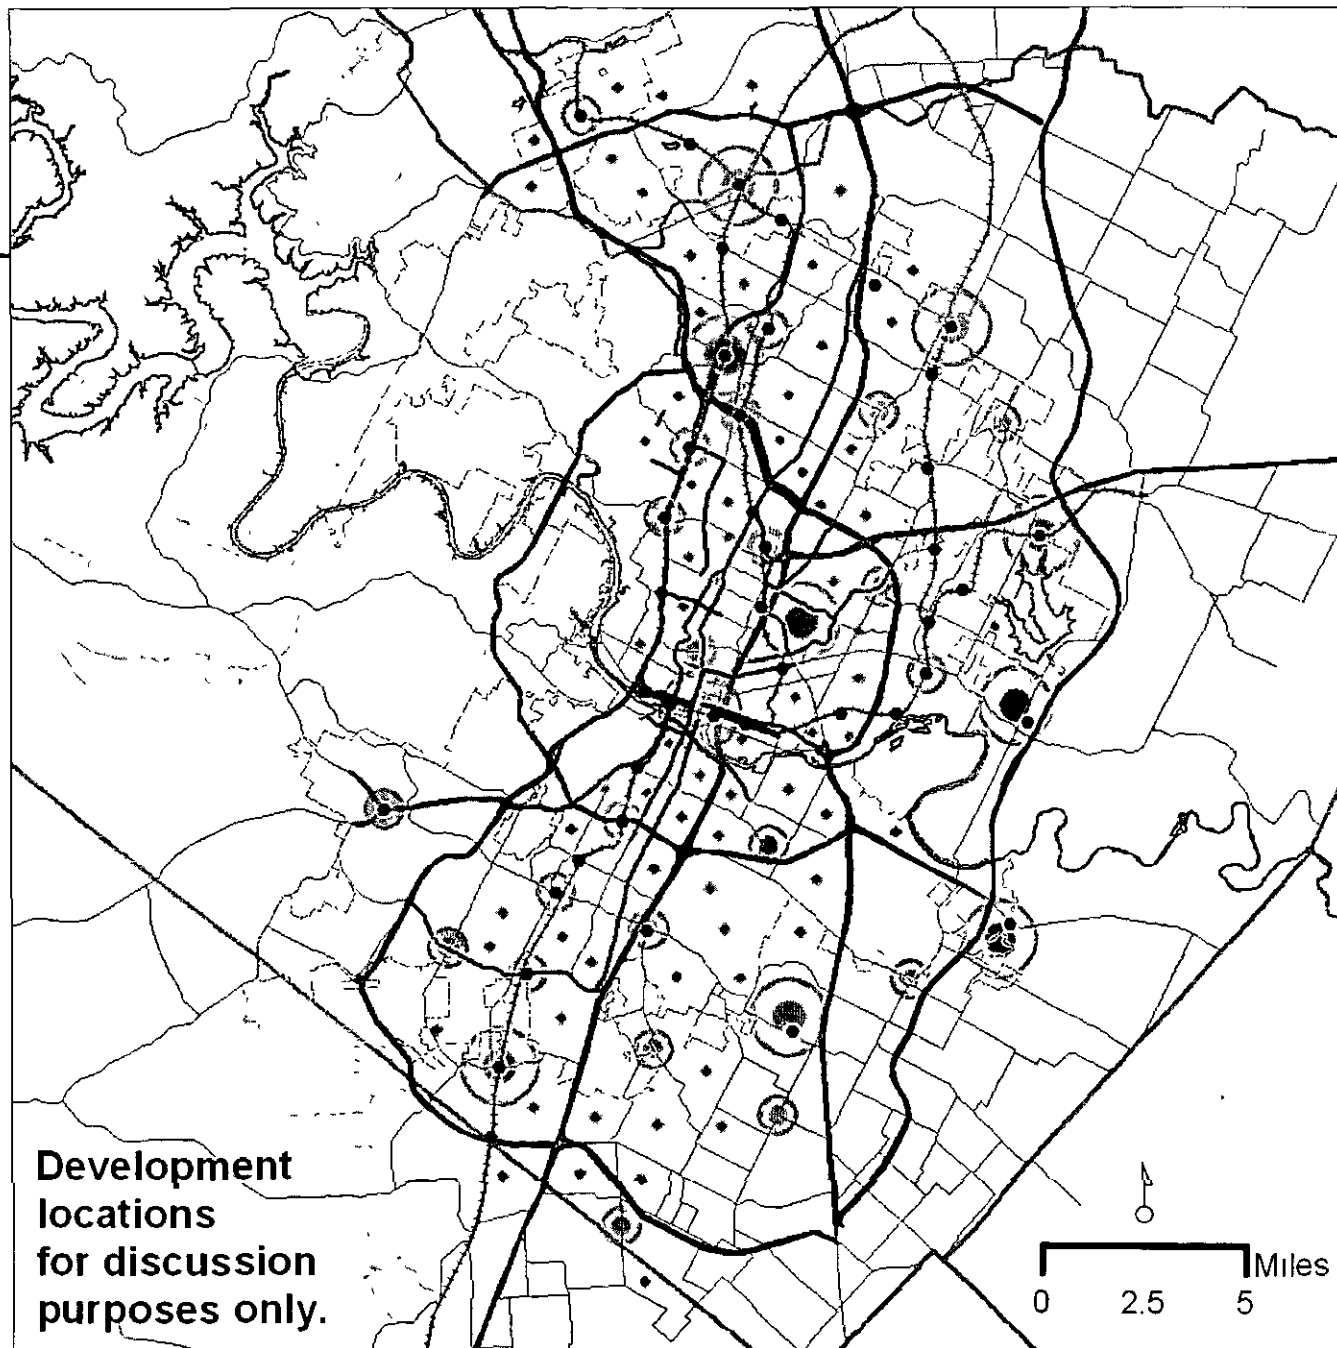 Development
locations
for discussion
purposes only.
Miles
0 2.5 5